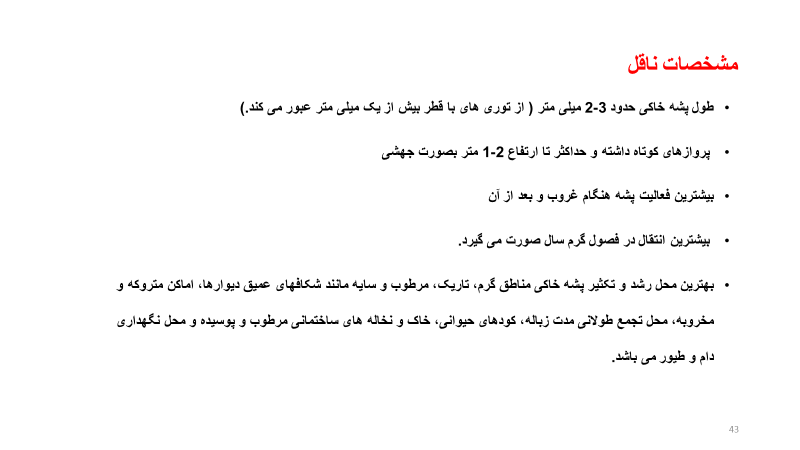 مشخصات ناقل
• طول پشه خاکی حدود 3-2 میلی متر ( از توری های با قطر بیش از یک میلی متر عبور می کند.)
• پروازهای کوتاه داشته و حداکثر تا ارتفاع 2-1 متر بصورت جهشی
• بیشترین فعالیت پشه هنگام غروب و بعد از آن
• بیشترین انتقال در فصول گرم سال صورت می گیرد.
• بهترین محل رشد و تکثیر پشه خاکی مناطق گرم، تاریک، مرطوب و سایه مانند شکافهای عمیق دیوارها، اماکن متروکه و
مخروبه، محل تجمع طولانی مدت زباله، کودهای حیوانی، خاک و نخاله های ساختمانی مرطوب و پوسیده و محل نگهداری
دام و طیور می باشد.
43